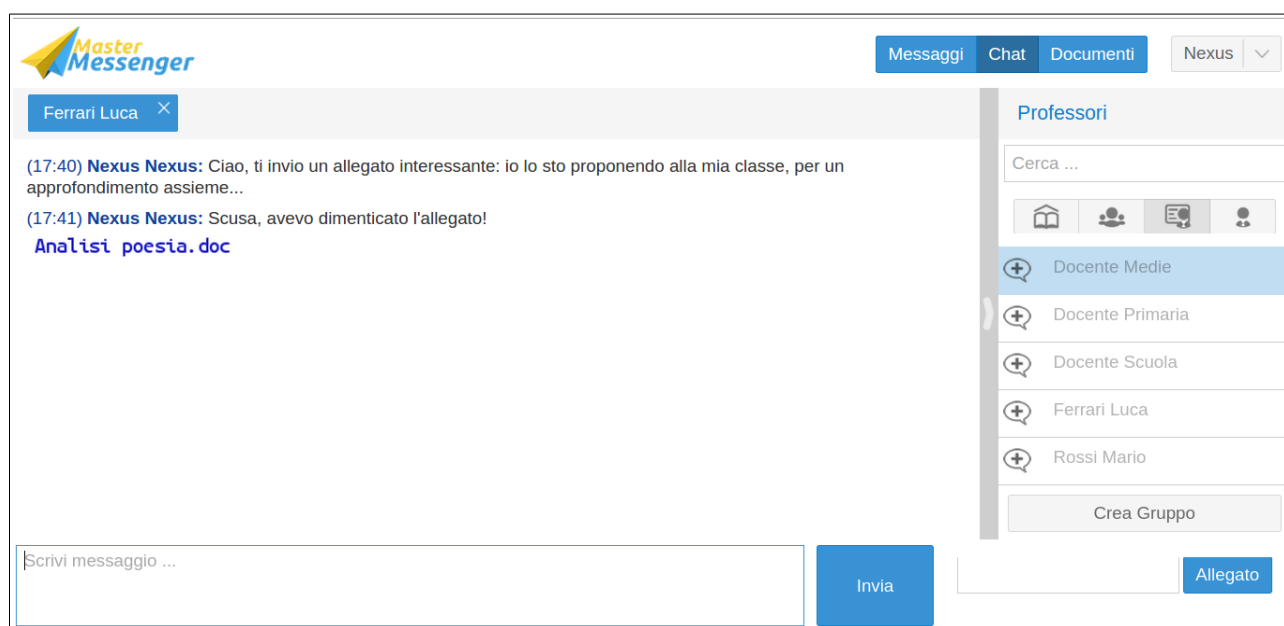 Master
Messenger
Messaggi Chat Documenti Nexus
Ferrari Luca
Professori
(17:40) Nexus Nexus: Ciao, ti invio un allegato interessante: io lo sto proponendo alla mia classe, per un
approfondimento assieme...
(17:41) Nexus Nexus: Scusa, avevo dimenticato l'allegato!
Analisi poesia.doc
Cerca ...
Docente Medie
Docente Primaria
Docente Scuola
Ferrari Luca
Rossi Mario
Crea Gruppo
Scrivi messaggio ...
Invia
Allegato